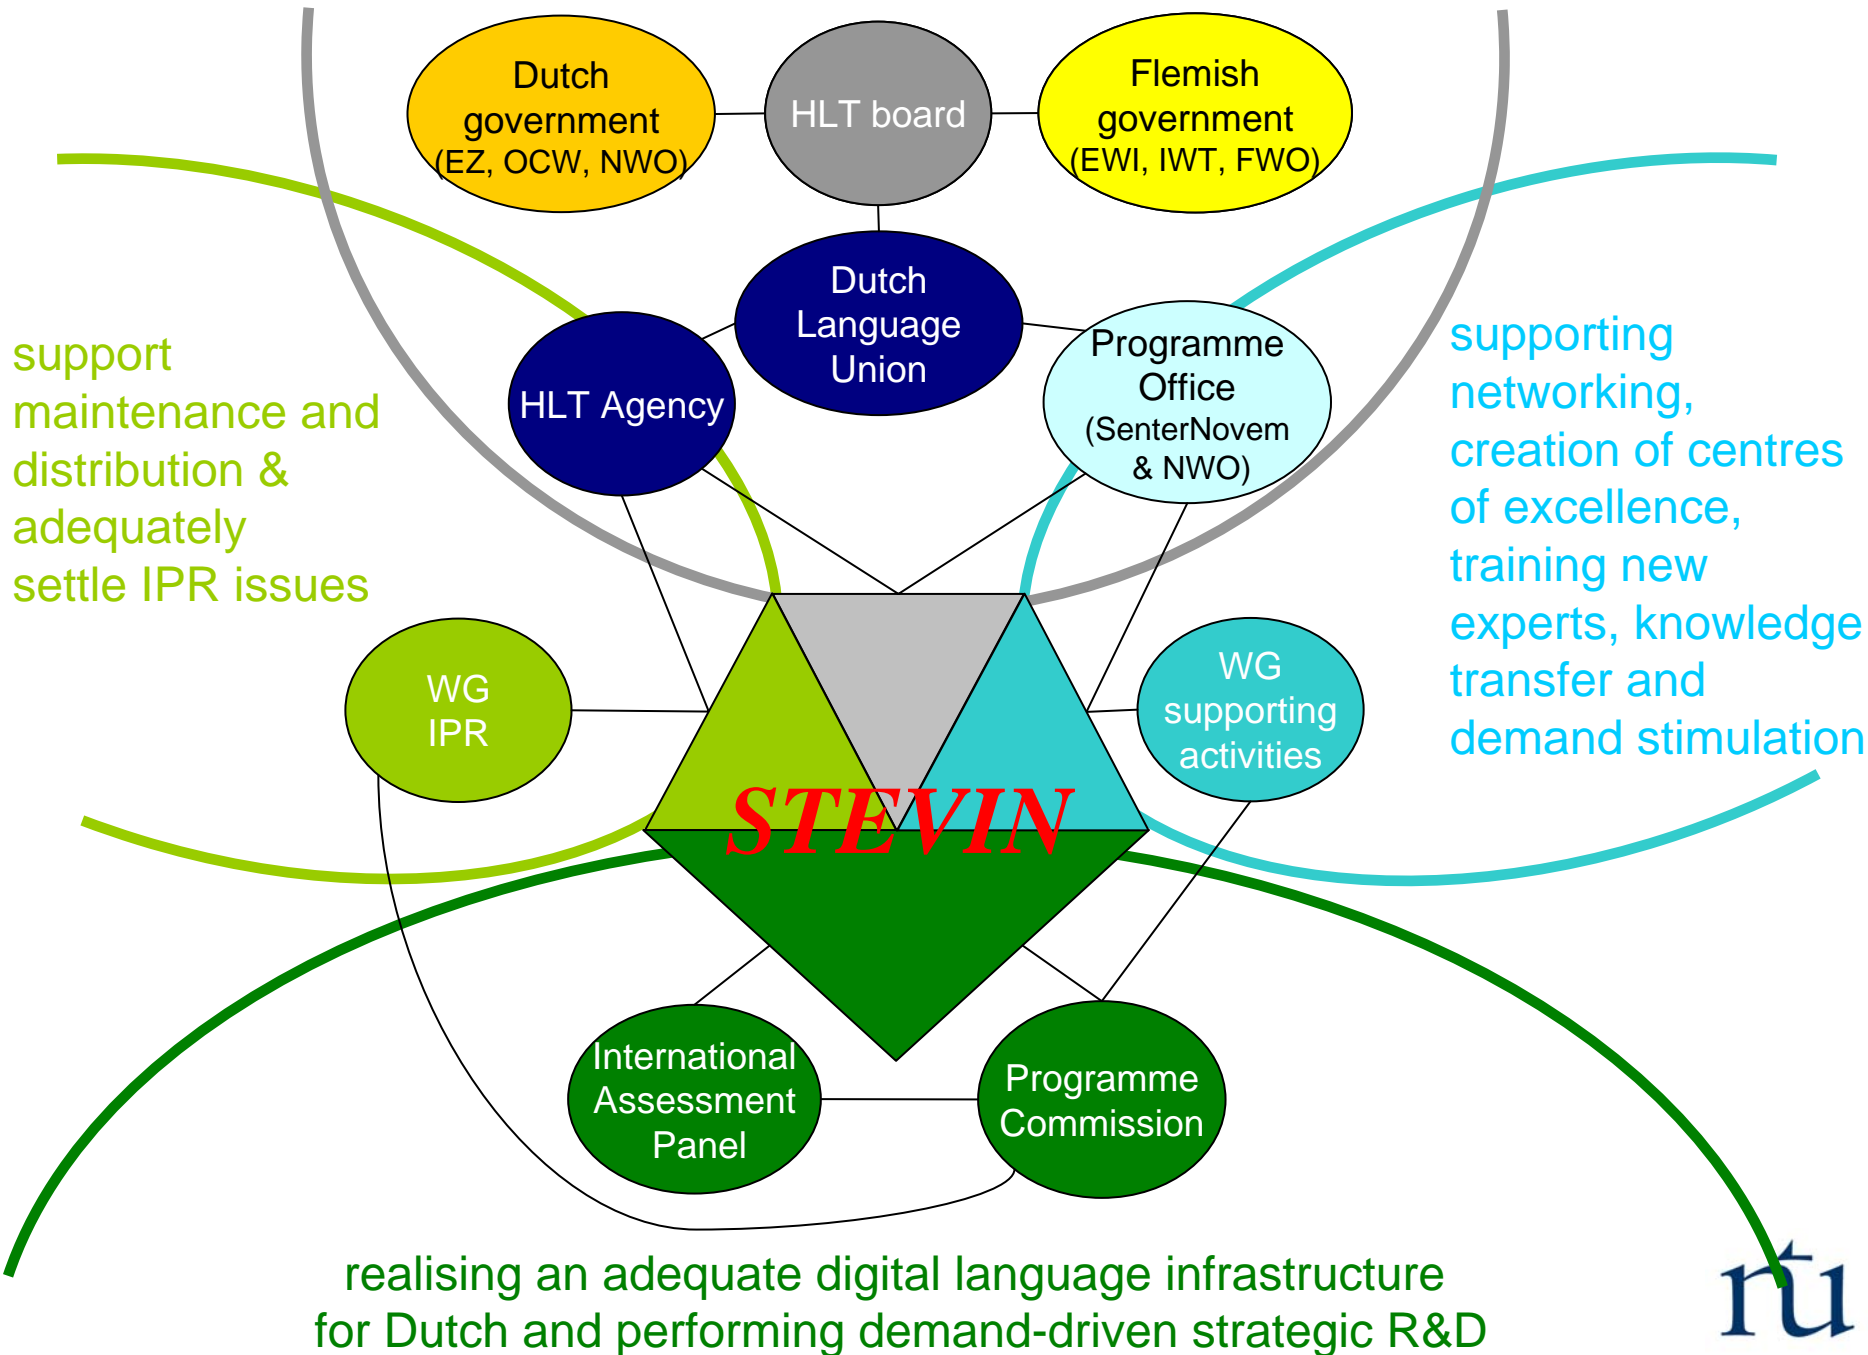 Dutch
government
(EZ, OCW, NWO)
HLT board
Flemish
government
(EWI, IWT, FWO)
Dutch
Language
Union
HLT Agency
Programme
Office
(SenterNovem
& NWO)
support
maintenance and
distribution &
adequately
settle IPR issues
supporting
networking,
creation of centres
of excellence,
training new
experts, knowledge
transfer and
demand stimulation
WG
IPR
WG
supporting
activities
STEVIN
International
Assessment
Panel
Programme
Commission
realising an adequate digital language infrastructure
for Dutch and performing demand-driven strategic R&D
ntu